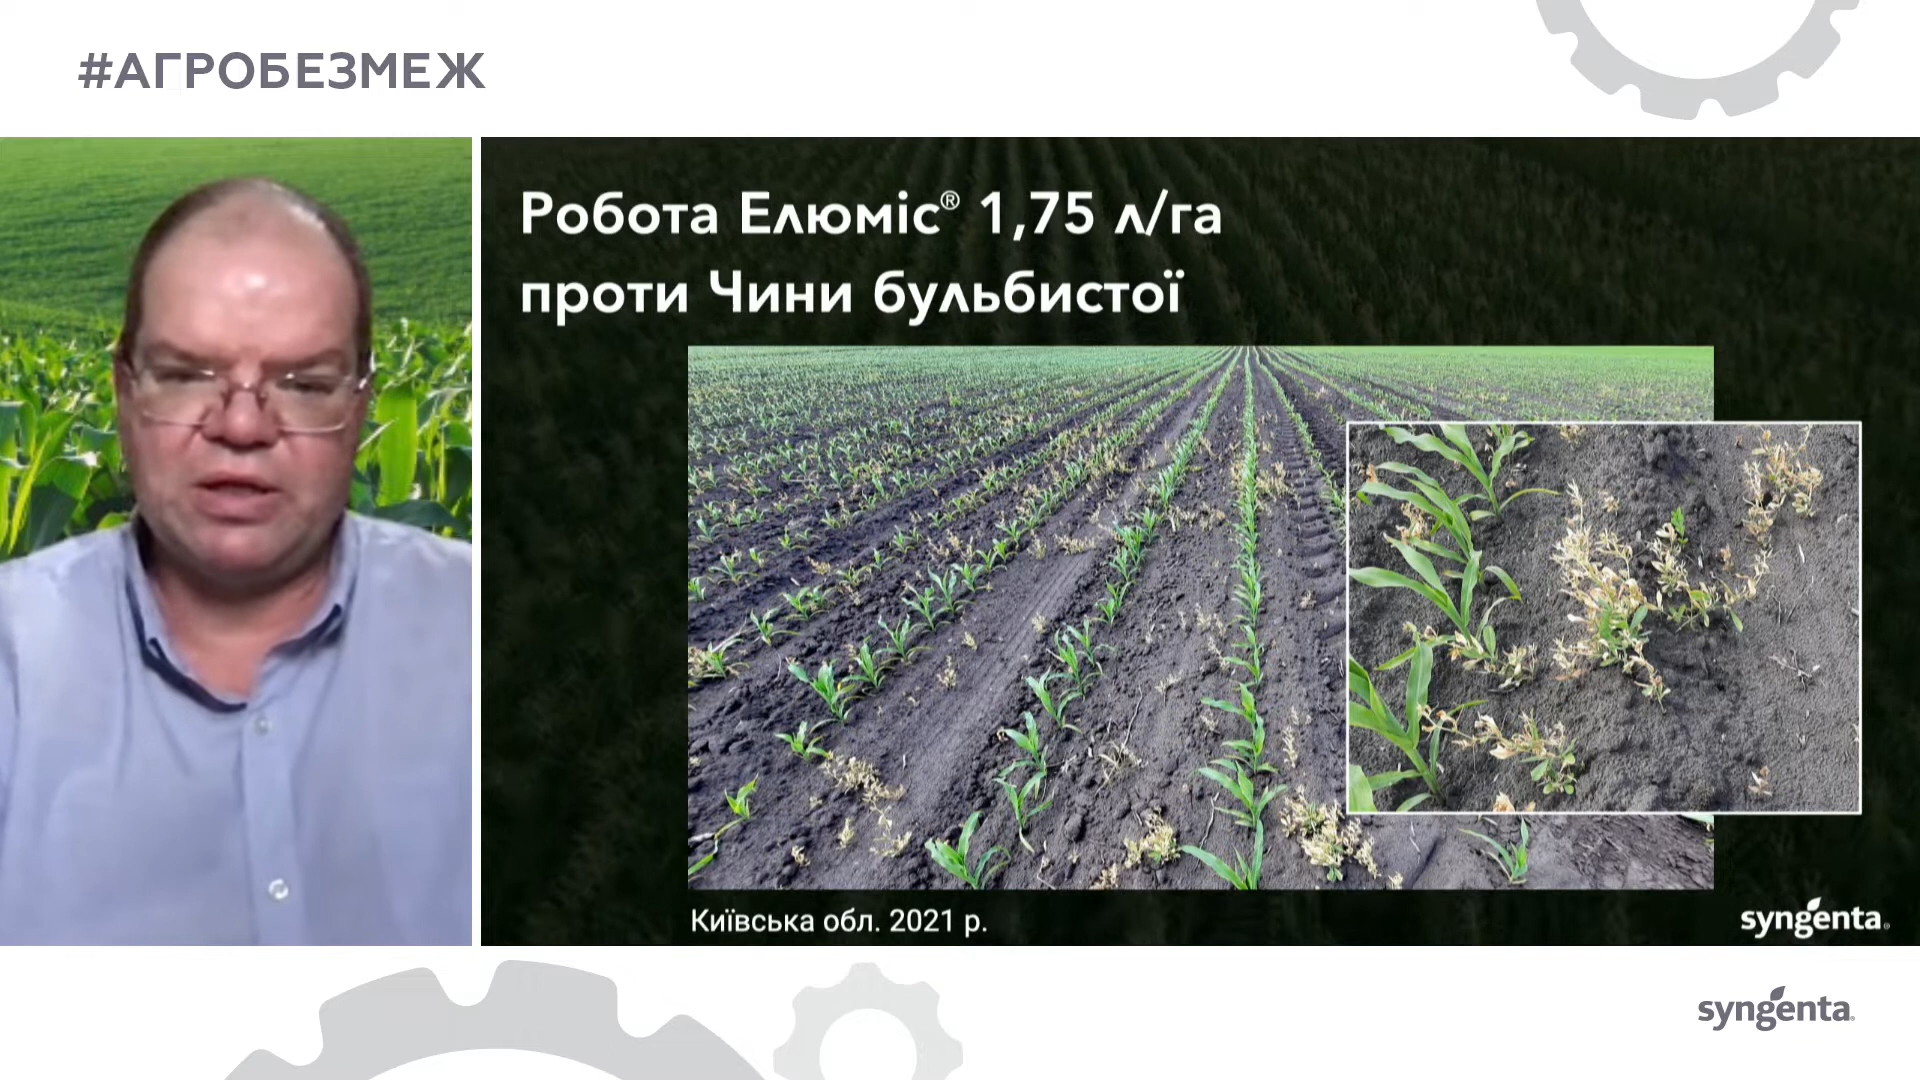 #АГРОБЕЗМЕЖ
Робота Елюміс® 1,75 л/га
проти Чини бульбистої
Київська обл. 2021 р.
syngenta
syngenta